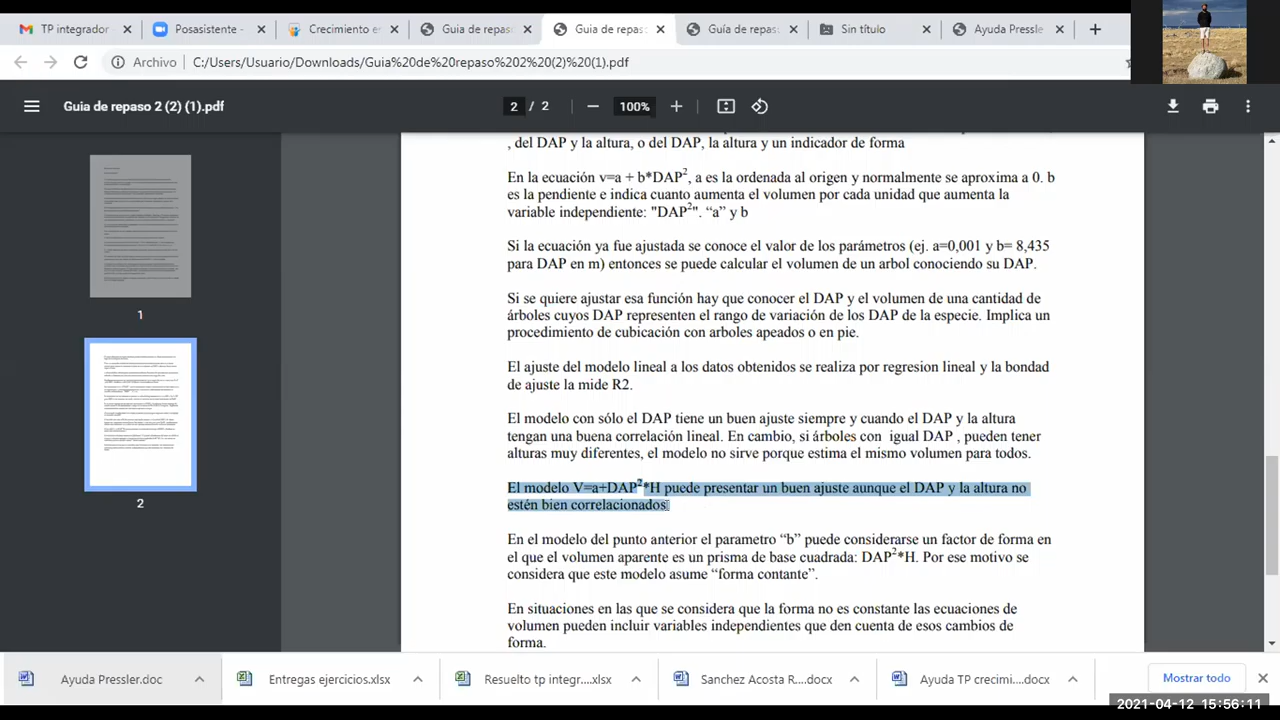 TP integrador
Posasistente -
Crecimiento e
Guia de repa
Guia de repas
Guía de repas
Sin título
Ayuda Pressle
Archivo
C:/Users/Usuario/Downloads/Guia%20de%20repaso%202%20(2)%20(1).pdf
Guia de repaso 2 (2) (1).pdf
2 / 2
100%
, del DAP y la altura, o del DAP, la altura y un indicador de forma
En la ecuación v=a + b*DAP², a es la ordenada al origen y normalmente se aproxima a 0. b
es la pendiente e indica cuanto aumenta el volumen por cada unidad que aumenta la
variable independiente: "DAP²". “a” y b
Si la ecuación ya fue ajustada se conoce el valor de los parámetros (ej. a=0,001 y b= 8,435
para DAP en m) entonces se puede calcular el volumen de un arbol conociendo su DAP.
Si se quiere ajustar esa función hay que conocer el DAP y el volumen de una cantidad de
árboles cuyos DAP representen el rango de variación de los DAP de la especie. Implica un
procedimiento de cubicación con arboles apeados o en pie.
El ajuste del modelo lineal a los datos obtenidos se realiza por regresion lineal y la bondad
de ajuste la mide R2.
El modelo con sólo el DAP tiene un buen ajuste siempre y cuando el DAP y la altura
tengan una buena correlación lineal. En cambio, si árboles con igual DAP , pueden tener
alturas muy diferentes, el modelo no sirve porque estima el mismo volumen para todos.
El modelo V=a+DAP²*H puede presentar un buen ajuste aunque el DAP y la altura no
estén bien correlacionados
En el modelo del punto anterior el parametro “b” puede considerarse un factor de forma en
el que el volumen aparente es un prisma de base cuadrada: DAP²*H. Por ese motivo se
considera que este modelo asume “forma contante”.
En situaciones en las que se considera que la forma no es constante las ecuaciones de
volumen pueden incluir variables independientes que den cuenta de esos cambios de
forma.
1
2
Ayuda Pressler.doc
Entregas ejercicios.xlsx
Resuelto tp integr....xlsx
Sanchez Acosta R....docx
Ayuda TP crecimi....docx
Mostrar todo
2021-04-12 15:56:11